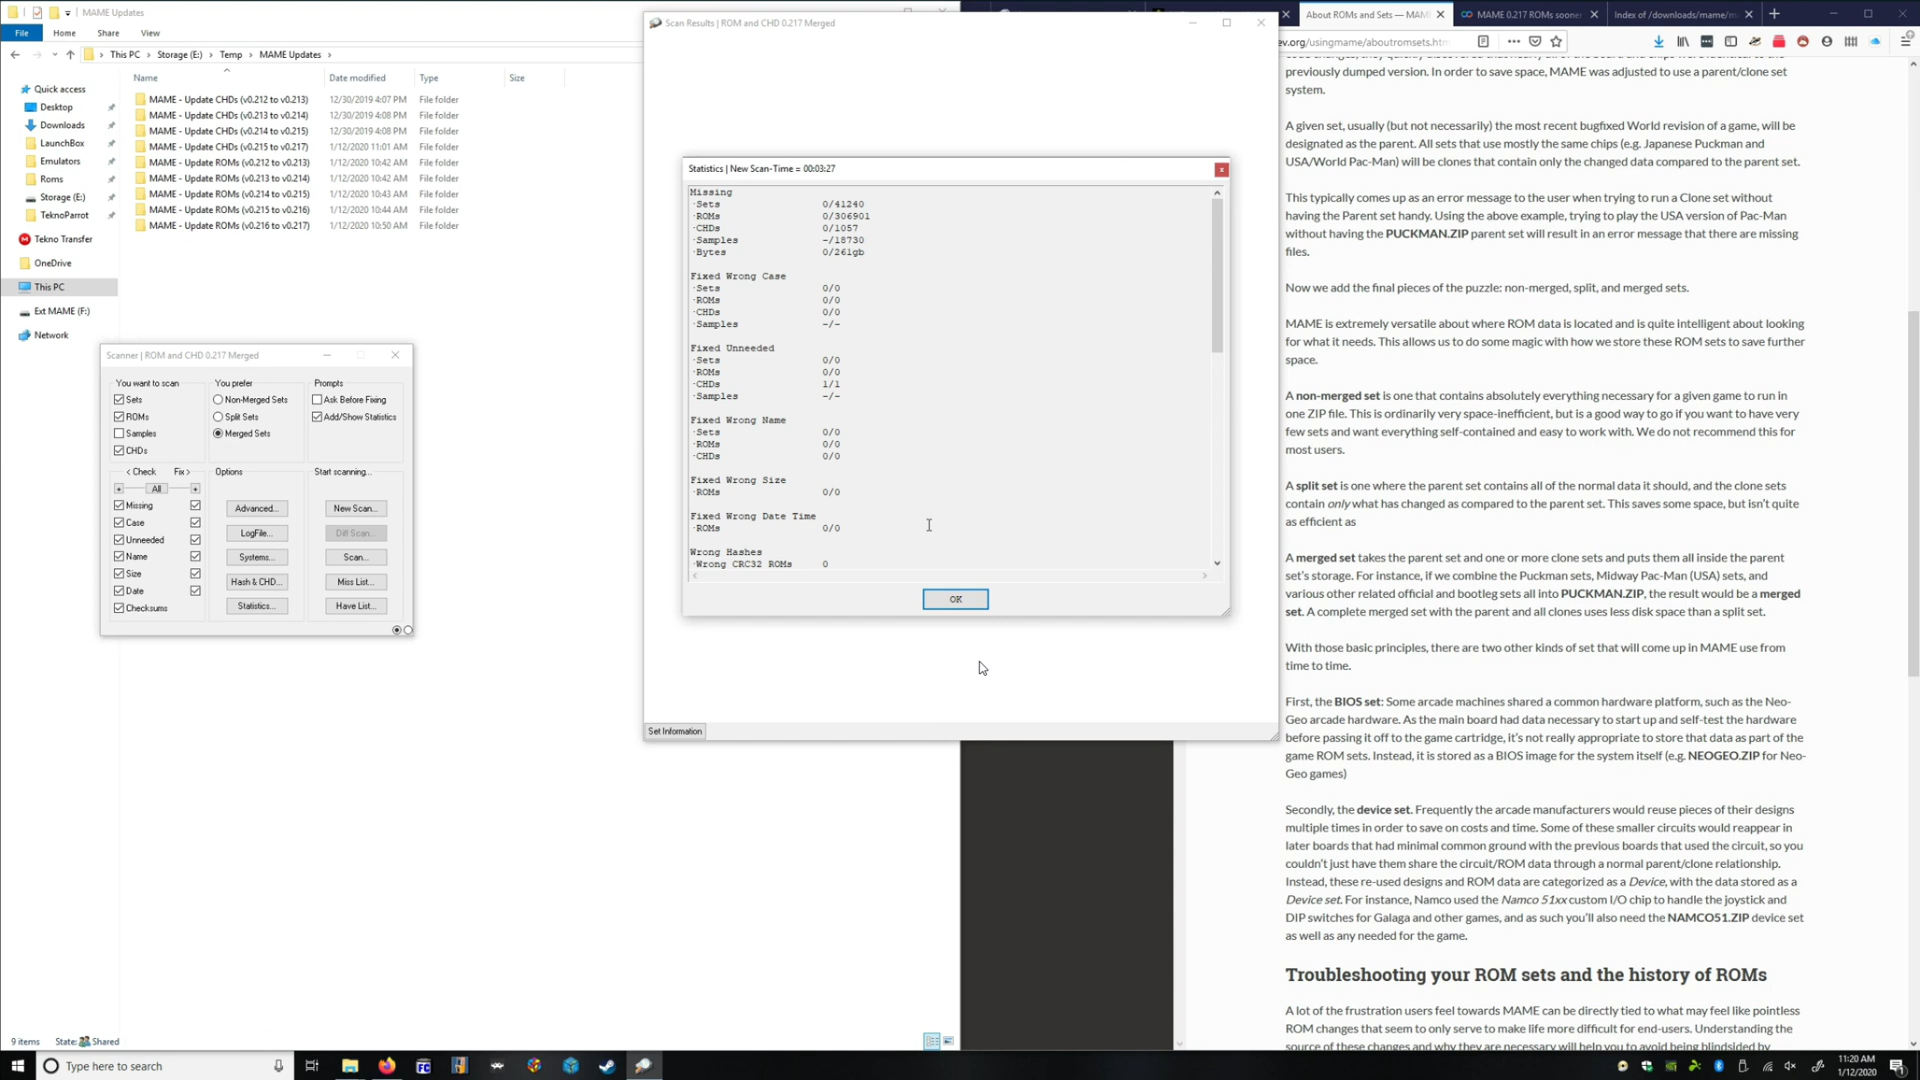 MAME Updates
File Home Share View
This PC > Storage (E:) > Temp > MAME Updates >
Name Date modified Type Size
MAME - Update CHDs (v0.212 to v0.213) 12/30/2019 4:07 PM File folder
MAME - Update CHDs (v0.213 to v0.214) 12/30/2019 4:08 PM File folder
MAME - Update CHDs (v0.214 to v0.215) 12/30/2019 4:08 PM File folder
MAME - Update CHDs (v0.215 to v0.217) 1/12/2020 11:01 AM File folder
MAME - Update ROMs (v0.212 to v0.213) 1/12/2020 10:42 AM File folder
MAME - Update ROMs (v0.213 to v0.214) 1/12/2020 10:42 AM File folder
MAME - Update ROMs (v0.214 to v0.215) 1/12/2020 10:43 AM File folder
MAME - Update ROMs (v0.215 to v0.216) 1/12/2020 10:44 AM File folder
MAME - Update ROMs (v0.216 to v0.217) 1/12/2020 10:50 AM File folder
Quick access
Desktop
Downloads
LaunchBox
Emulators
Roms
Storage (E:)
TeknoParrot
Tekno Transfer
OneDrive
This PC
Ext MAME (F:)
Network
9 items State: Shared
Scanner | ROM and CHD 0.217 Merged
You want to scan
Sets
ROMs
Samples
CHDs
You prefer
Non-Merged Sets
Split Sets
Merged Sets
Prompts
Ask Before Fixing
Add/Show Statistics
< Check Fix >
+ All +
Missing
Case
Unneeded
Name
Size
Date
Checksums
Options
Advanced...
LogFile...
Systems...
Hash & CHD...
Statistics...
Start scanning...
New Scan...
Diff Scan...
Scan...
Miss List...
Have List...
Scan Results | ROM and CHD 0.217 Merged
Statistics | New Scan-Time = 00:03:27
Missing
·Sets 0/41240
·ROMs 0/306901
·CHDs 0/1057
·Samples -/18730
·Bytes 0/261gb
Fixed Wrong Case
·Sets 0/0
·ROMs 0/0
·CHDs 0/0
·Samples -/-
Fixed Unneeded
·Sets 0/0
·ROMs 0/0
·CHDs 1/1
·Samples -/-
Fixed Wrong Name
·Sets 0/0
·ROMs 0/0
·CHDs 0/0
Fixed Wrong Size
·ROMs 0/0
Fixed Wrong Date Time
·ROMs 0/0
Wrong Hashes
·Wrong CRC32 ROMs 0
OK
Set Information
About ROMs and Sets — MAME MAME 0.217 ROMs soone Index of /downloads/mame/m
ev.org/usingmame/aboutromsets.htm
previously dumped version. In order to save space, MAME was adjusted to use a parent/clone set
system.
A given set, usually (but not necessarily) the most recent bugfixed World revision of a game, will be
designated as the parent. All sets that use mostly the same chips (e.g. Japanese Puckman and
USA/World Pac-Man) will be clones that contain only the changed data compared to the parent set.
This typically comes up as an error message to the user when trying to run a Clone set without
having the Parent set handy. Using the above example, trying to play the USA version of Pac-Man
without having the PUCKMAN.ZIP parent set will result in an error message that there are missing
files.
Now we add the final pieces of the puzzle: non-merged, split, and merged sets.
MAME is extremely versatile about where ROM data is located and is quite intelligent about looking
for what it needs. This allows us to do some magic with how we store these ROM sets to save further
space.
A non-merged set is one that contains absolutely everything necessary for a given game to run in
one ZIP file. This is ordinarily very space-inefficient, but is a good way to go if you want to have very
few sets and want everything self-contained and easy to work with. We do not recommend this for
most users.
A split set is one where the parent set contains all of the normal data it should, and the clone sets
contain only what has changed as compared to the parent set. This saves some space, but isn't quite
as efficient as
A merged set takes the parent set and one or more clone sets and puts them all inside the parent
set's storage. For instance, if we combine the Puckman sets, Midway Pac-Man (USA) sets, and
various other related official and bootleg sets all into PUCKMAN.ZIP, the result would be a merged
set. A complete merged set with the parent and all clones uses less disk space than a split set.
With those basic principles, there are two other kinds of set that will come up in MAME use from
time to time.
First, the BIOS set: Some arcade machines shared a common hardware platform, such as the Neo-
Geo arcade hardware. As the main board had data necessary to start up and self-test the hardware
before passing it off to the game cartridge, it's not really appropriate to store that data as part of the
game ROM sets. Instead, it is stored as a BIOS image for the system itself (e.g. NEOGEO.ZIP for Neo-
Geo games)
Secondly, the device set. Frequently the arcade manufacturers would reuse pieces of their designs
multiple times in order to save on costs and time. Some of these smaller circuits would reappear in
later boards that had minimal common ground with the previous boards that used the circuit, so you
couldn't just have them share the circuit/ROM data through a normal parent/clone relationship.
Instead, these re-used designs and ROM data are categorized as a Device, with the data stored as a
Device set. For instance, Namco used the Namco 51xx custom I/O chip to handle the joystick and
DIP switches for Galaga and other games, and as such you'll also need the NAMCO51.ZIP device set
as well as any needed for the game.
Troubleshooting your ROM sets and the history of ROMs
A lot of the frustration users feel towards MAME can be directly tied to what may feel like pointless
ROM changes that seem to only serve to make life more difficult for end-users. Understanding the
source of these changes and why they are necessary will help you to avoid being blindsided by
Type here to search
11:20 AM
1/12/2020